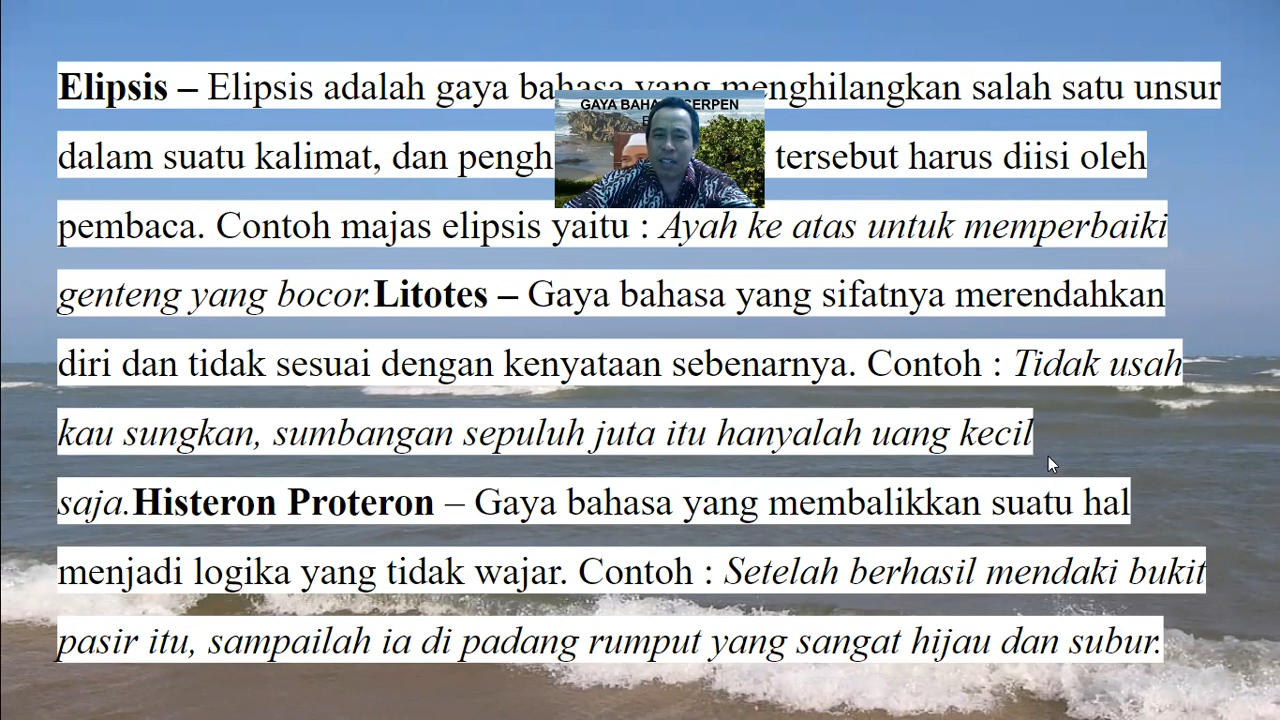 Elipsis – Elipsis adalah gaya bahasa yang menghilangkan salah satu unsur
dalam suatu kalimat, dan tersebut harus diisi oleh
pembaca. Contoh majas elipsis yaitu : Ayah ke atas untuk memperbaiki
genteng yang bocor.Litotes – Gaya bahasa yang sifatnya merendahkan
diri dan tidak sesuai dengan kenyataan sebenarnya. Contoh : Tidak usah
kau sungkan, sumbangan sepuluh juta itu hanyalah uang kecil
saja.Histeron Proteron – Gaya bahasa yang membalikkan suatu hal
menjadi logika yang tidak wajar. Contoh : Setelah berhasil mendaki bukit
pasir itu, sampailah ia di padang rumput yang sangat hijau dan subur.
GAYA